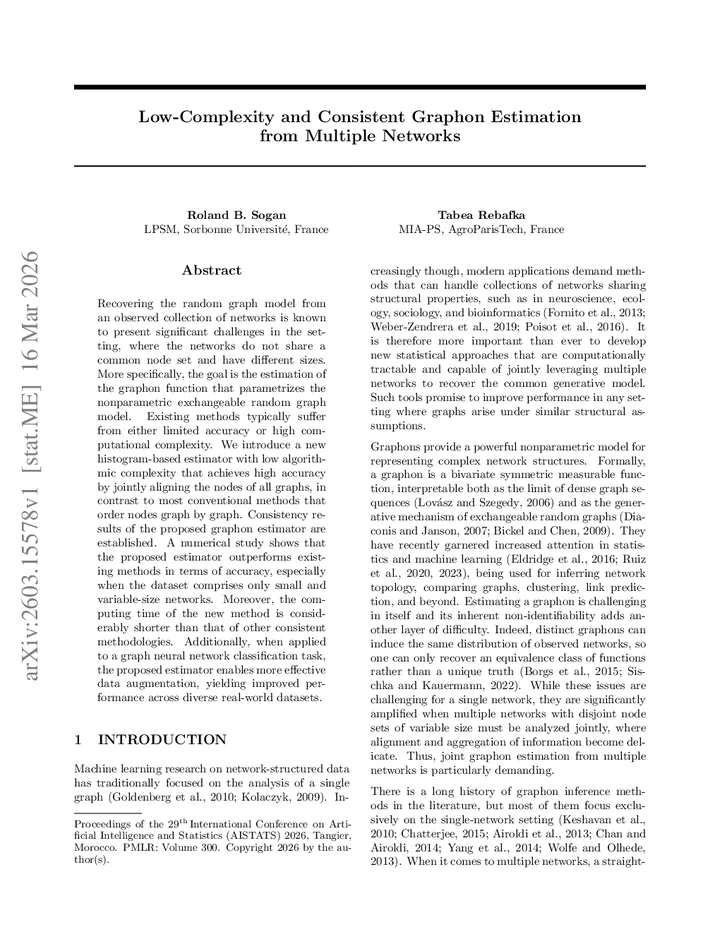 Low-Complexity and Consistent Graphon Estimation
from Multiple Networks
Roland B. Sogan
LPSM, Sorbonne Université, France
Tabea Rebafka
MIA-PS, AgroParisTech, France
Abstract
Recovering the random graph model from
an observed collection of networks is known
to present significant challenges in the set-
ting, where the networks do not share a
common node set and have different sizes.
More specifically, the goal is the estimation of
the graphon function that parametrizes the
nonparametric exchangeable random graph
model. Existing methods typically suffer
from either limited accuracy or high com-
putational complexity. We introduce a new
histogram-based estimator with low algorith-
mic complexity that achieves high accuracy
by jointly aligning the nodes of all graphs, in
contrast to most conventional methods that
order nodes graph by graph. Consistency re-
sults of the proposed graphon estimator are
established. A numerical study shows that
the proposed estimator outperforms exist-
ing methods in terms of accuracy, especially
when the dataset comprises only small and
variable-size networks. Moreover, the com-
puting time of the new method is consid-
erably shorter than that of other consistent
methodologies. Additionally, when applied
to a graph neural network classification task,
the proposed estimator enables more effective
data augmentation, yielding improved per-
formance across diverse real-world datasets.
1 INTRODUCTION
Machine learning research on network-structured data
has traditionally focused on the analysis of a single
graph (Goldenberg et al., 2010; Kolaczyk, 2009). In-
Proceedings of the 29th International Conference on Arti-
ficial Intelligence and Statistics (AISTATS) 2026, Tangier,
Morocco. PMLR: Volume 300. Copyright 2026 by the au-
thor(s).
creasingly though, modern applications demand meth-
ods that can handle collections of networks sharing
structural properties, such as in neuroscience, ecol-
ogy, sociology, and bioinformatics (Fornito et al., 2013;
Weber-Zendrera et al., 2019; Poisot et al., 2016). It
is therefore more important than ever to develop
new statistical approaches that are computationally
tractable and capable of jointly leveraging multiple
networks to recover the common generative model.
Such tools promise to improve performance in any set-
ting where graphs arise under similar structural as-
sumptions.
Graphons provide a powerful nonparametric model for
representing complex network structures. Formally,
a graphon is a bivariate symmetric measurable func-
tion, interpretable both as the limit of dense graph se-
quences (Lovász and Szegedy, 2006) and as the gener-
ative mechanism of exchangeable random graphs (Dia-
conis and Janson, 2007; Bickel and Chen, 2009). They
have recently garnered increased attention in statis-
tics and machine learning (Eldridge et al., 2016; Ruiz
et al., 2020, 2023), being used for inferring network
topology, comparing graphs, clustering, link predic-
tion, and beyond. Estimating a graphon is challenging
in itself and its inherent non-identifiability adds an-
other layer of difficulty. Indeed, distinct graphons can
induce the same distribution of observed networks, so
one can only recover an equivalence class of functions
rather than a unique truth (Borgs et al., 2015; Sis-
chka and Kauermann, 2022). While these issues are
challenging for a single network, they are significantly
amplified when multiple networks with disjoint node
sets of variable size must be analyzed jointly, where
alignment and aggregation of information become del-
icate. Thus, joint graphon estimation from multiple
networks is particularly demanding.
There is a long history of graphon inference meth-
ods in the literature, but most of them focus exclu-
sively on the single-network setting (Keshavan et al.,
2010; Chatterjee, 2015; Airoldi et al., 2013; Chan and
Airoldi, 2014; Yang et al., 2014; Wolfe and Olhede,
2013). When it comes to multiple networks, a straight-
arXiv:2603.15578v1 [stat.ME] 16 Mar 2026